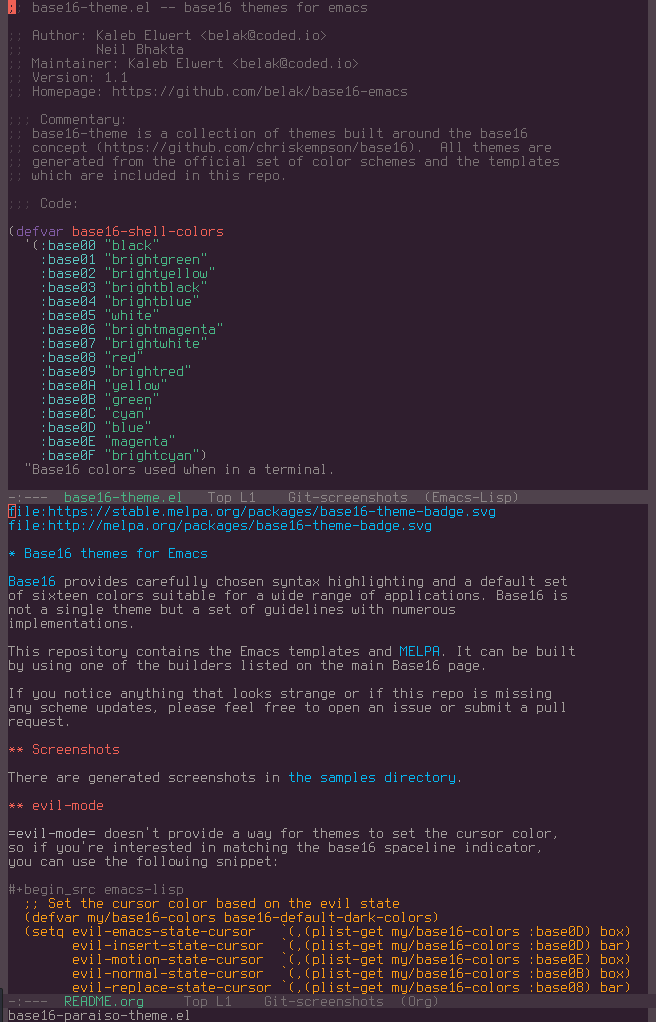 ;; base16-theme.el -- base16 themes for emacs
;; Author: Kaleb Elwert <belak@coded.io>
;;         Neil Bhakta
;; Maintainer: Kaleb Elwert <belak@coded.io>
;; Version: 1.1
;; Homepage: https://github.com/belak/base16-emacs
;;; Commentary:
;; base16-theme is a collection of themes built around the base16
;; concept (https://github.com/chriskempson/base16).  All themes are
;; generated from the official set of color schemes and the templates
;; which are included in this repo.
;;; Code:
(defvar base16-shell-colors
  '(:base00 "black"
    :base01 "brightgreen"
    :base02 "brightyellow"
    :base03 "brightblack"
    :base04 "brightblue"
    :base05 "white"
    :base06 "brightmagenta"
    :base07 "brightwhite"
    :base08 "red"
    :base09 "brightred"
    :base0A "yellow"
    :base0B "green"
    :base0C "cyan"
    :base0D "blue"
    :base0E "magenta"
    :base0F "brightcyan")
  "Base16 colors used when in a terminal.
-:---  base16-theme.el   Top L1    Git-screenshots  (Emacs-Lisp)
file:https://stable.melpa.org/packages/base16-theme-badge.svg
file:http://melpa.org/packages/base16-theme-badge.svg
* Base16 themes for Emacs
Base16 provides carefully chosen syntax highlighting and a default set
of sixteen colors suitable for a wide range of applications. Base16 is
not a single theme but a set of guidelines with numerous
implementations.
This repository contains the Emacs templates and MELPA. It can be built
by using one of the builders listed on the main Base16 page.
If you notice anything that looks strange or if this repo is missing
any scheme updates, please feel free to open an issue or submit a pull
request.
** Screenshots
There are generated screenshots in the samples directory.
** evil-mode
=evil-mode= doesn't provide a way for themes to set the cursor color,
so if you're interested in matching the base16 spaceline indicator,
you can use the following snippet:
#+begin_src emacs-lisp
  ;; Set the cursor color based on the evil state
  (defvar my/base16-colors base16-default-dark-colors)
  (setq evil-emacs-state-cursor   `(,(plist-get my/base16-colors :base0D) box)
        evil-insert-state-cursor  `(,(plist-get my/base16-colors :base0D) bar)
        evil-motion-state-cursor  `(,(plist-get my/base16-colors :base0E) box)
        evil-normal-state-cursor  `(,(plist-get my/base16-colors :base0B) box)
        evil-replace-state-cursor `(,(plist-get my/base16-colors :base08) bar)
-:---  README.org     Top L1    Git-screenshots  (Org)
base16-paraiso-theme.el